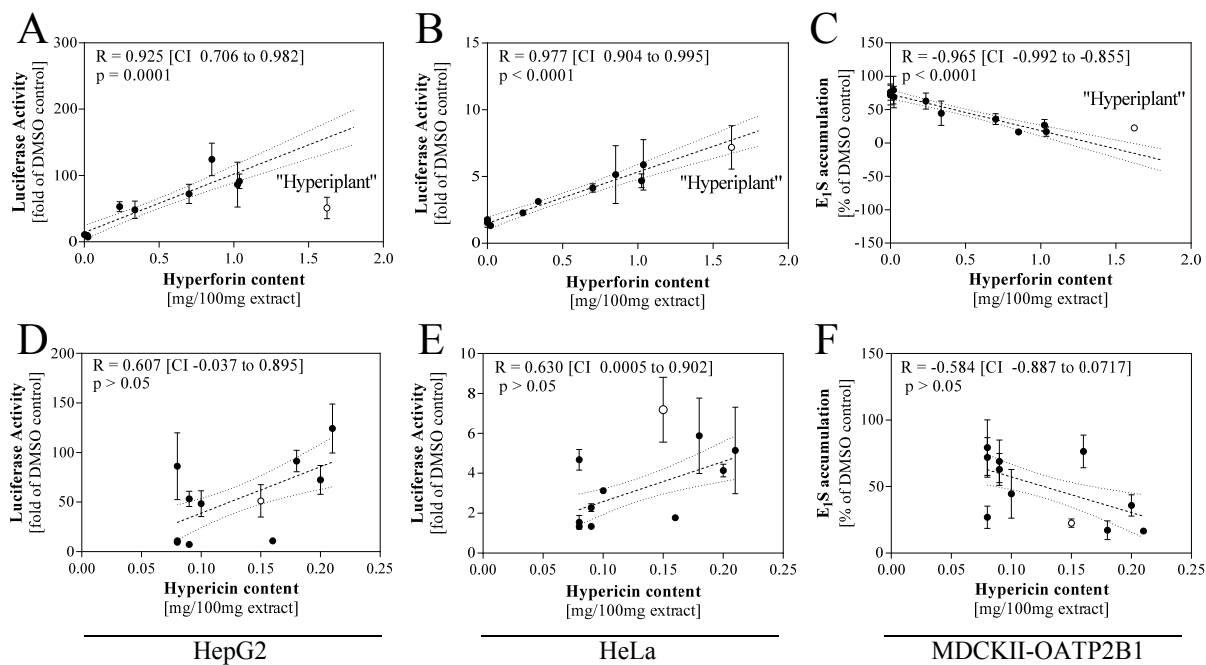 A
R = 0.925 [CI 0.706 to 0.982]
p = 0.0001
"Hyperiplant"
Luciferase Activity
[fold of DMSO control]
300
200
100
0
0.0 0.5 1.0 1.5 2.0
Hyperforin content
[mg/100mg extract]
B
R = 0.977 [CI 0.904 to 0.995]
p < 0.0001
"Hyperiplant"
Luciferase Activity
[fold of DMSO control]
15
10
5
0
0.0 0.5 1.0 1.5 2.0
Hyperforin content
[mg/100mg extract]
C
R = -0.965 [CI -0.992 to -0.855]
p < 0.0001
"Hyperiplant"
E₁S accumulation
[% of DMSO control]
150
100
50
0
-50
-100
-150
0.0 0.5 1.0 1.5 2.0
Hyperforin content
[mg/100mg extract]
D
R = 0.607 [CI -0.037 to 0.895]
p > 0.05
Luciferase Activity
[fold of DMSO control]
200
150
100
50
0
0.00 0.05 0.10 0.15 0.20 0.25
Hypericin content
[mg/100mg extract]
E
R = 0.630 [CI 0.0005 to 0.902]
p > 0.05
Luciferase Activity
[fold of DMSO control]
10
8
6
4
2
0
0.00 0.05 0.10 0.15 0.20 0.25
Hypericin content
[mg/100mg extract]
F
R = -0.584 [CI -0.887 to 0.0717]
p > 0.05
E₁S accumulation
[% of DMSO control]
150
100
50
0
0.00 0.05 0.10 0.15 0.20 0.25
Hypericin content
[mg/100mg extract]
HepG2
HeLa
MDCKII-OATP2B1